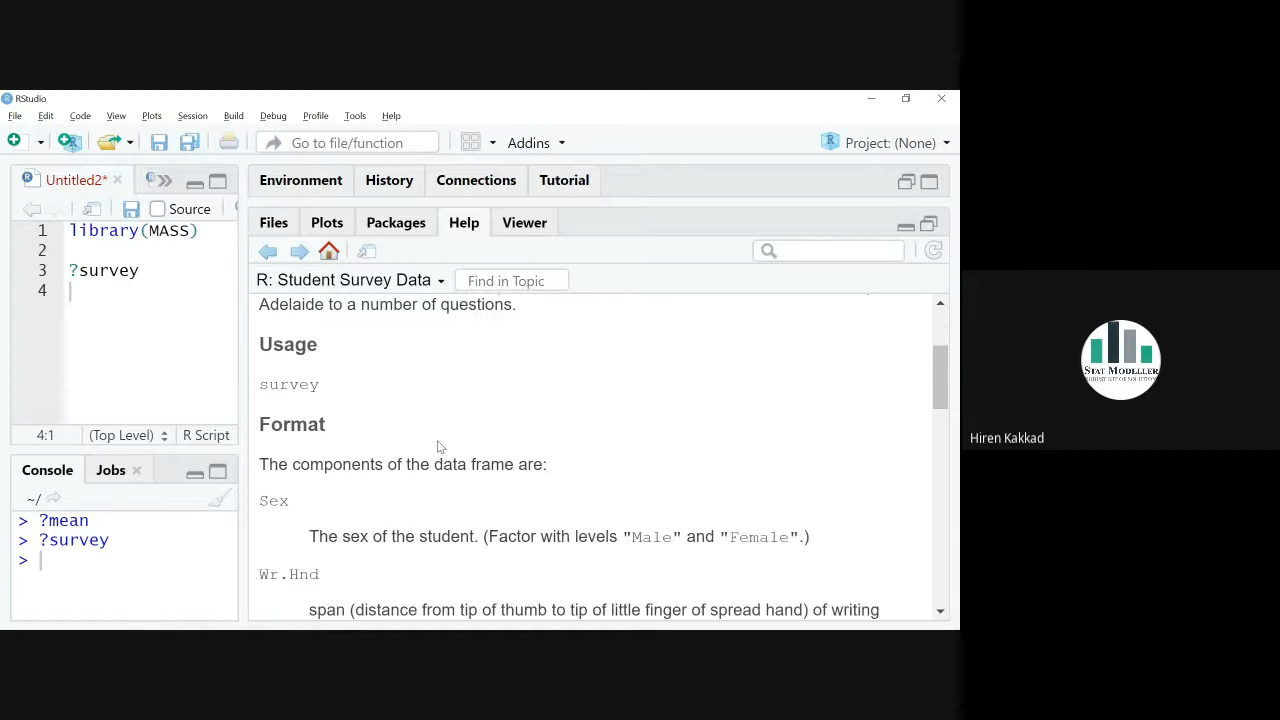 RStudio
File Edit Code View Plots Session Build Debug Profile Tools Help
Go to file/function Addins Project: (None)
Untitled2*
Source
1 library(MASS)
2
3 ?survey
4
4:1 (Top Level) R Script
Console Jobs
~/
> ?mean
> ?survey
>
Environment History Connections Tutorial
Files Plots Packages Help Viewer
R: Student Survey Data Find in Topic
Adelaide to a number of questions.
Usage
survey
Format
The components of the data frame are:
Sex
The sex of the student. (Factor with levels "Male" and "Female".)
Wr.Hnd
span (distance from tip of thumb to tip of little finger of spread hand) of writing
STAT MODELLER
Hiren Kakkad